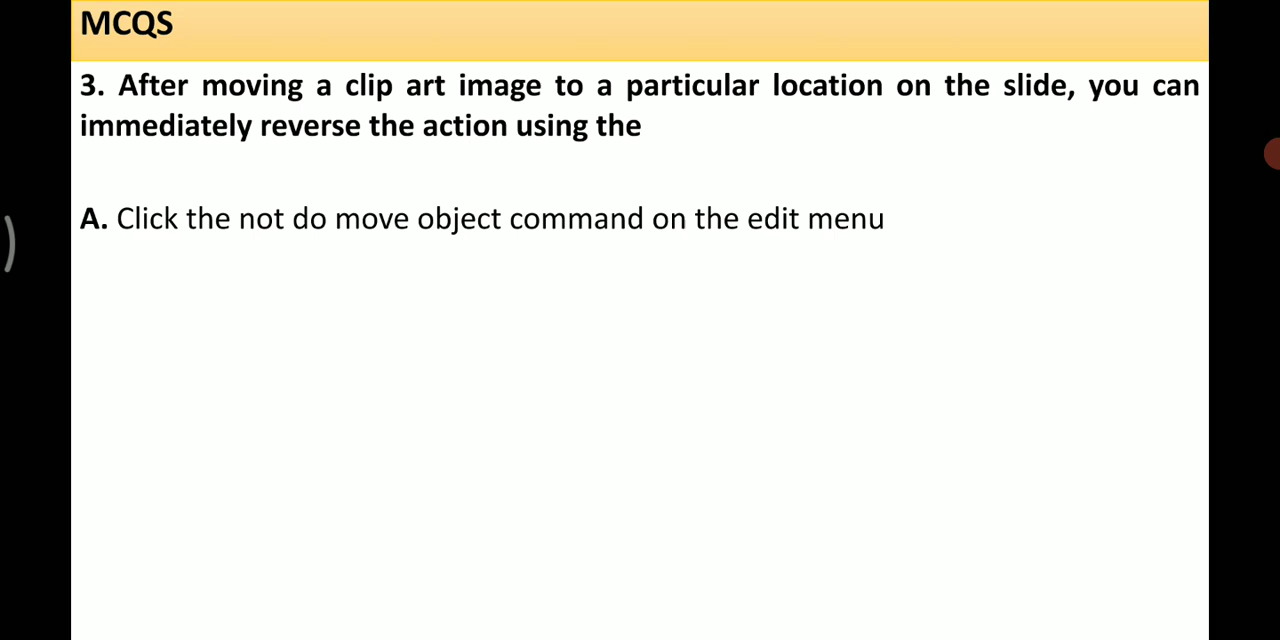 MCQS
3. After moving a clip art image to a particular location on the slide, you can
immediately reverse the action using the
A. Click the not do move object command on the edit menu